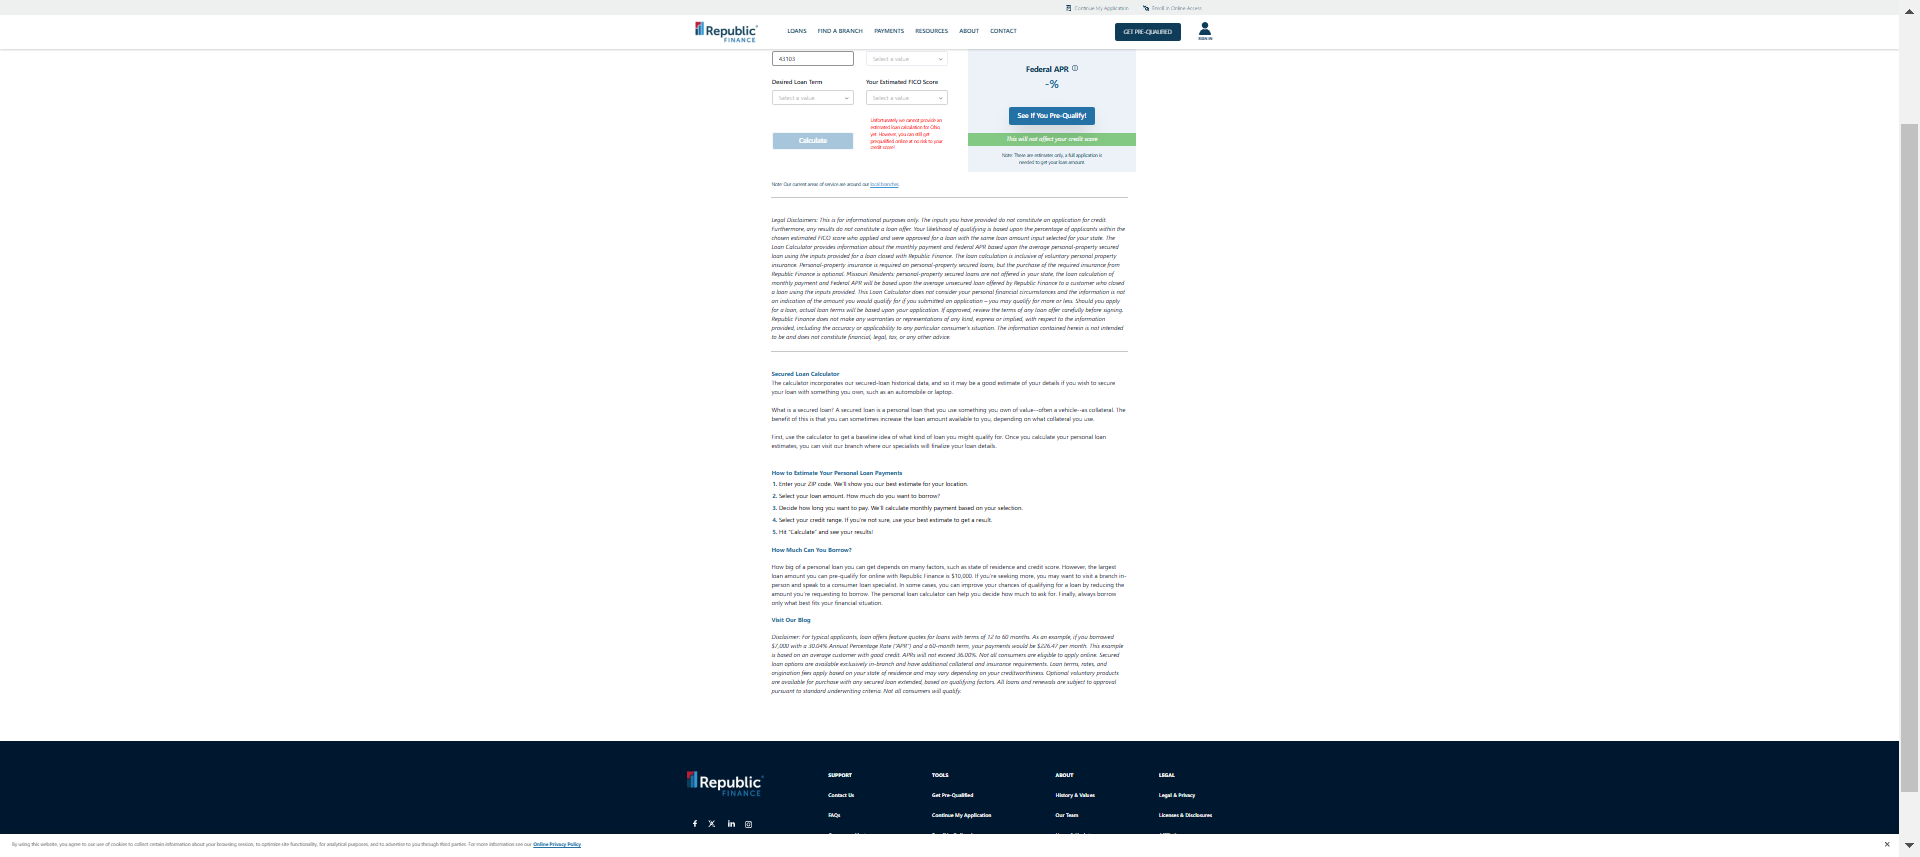 Continue My Application
Enroll In Online Access
Republic
FINANCE
LOANS
FIND A BRANCH
PAYMENTS
RESOURCES
ABOUT
CONTACT
GET PRE-QUALIFIED
SIGN IN
43103
Select a value
Desired Loan Term
Your Estimated FICO Score
Select a value
Select a value
Calculate
Unfortunately we cannot provide an
estimated loan calculation for Ohio
yet. However, you can still get
prequalified online at no risk to your
credit score!
Federal APR
-%
See If You Pre-Qualify!
This will not affect your credit score
Note: These are estimates only, a full application is
needed to get your loan amount.
Note: Our current areas of service are around our local branches
Legal Disclaimers: This is for informational purposes only. The inputs you have provided do not constitute an application for credit.
Furthermore, any results do not constitute a loan offer. Your likelihood of qualifying is based upon the percentage of applicants within the
chosen estimated FICO score who applied and were approved for a loan with the same loan amount input selected for your state. The
Loan Calculator provides information about the monthly payment and Federal APR based upon the average personal-property secured
loan using the inputs provided for a loan closed with Republic Finance. The loan calculation is inclusive of voluntary personal property
insurance. Personal-property insurance is required on personal-property secured loans, but the purchase of the required insurance from
Republic Finance is optional. Missouri Residents: personal-property secured loans are not offered in your state, the loan calculation of
monthly payment and Federal APR will be based upon the average unsecured loan offered by Republic Finance to a customer who closed
a loan using the inputs provided. This Loan Calculator does not consider your personal financial circumstances and the information is not
an indication of the amount you would qualify for if you submitted an application – you may qualify for more or less. Should you apply
for a loan, actual loan terms will be based upon your application. If approved, review the terms of any loan offer carefully before signing.
Republic Finance does not make any warranties or representations of any kind, express or implied, with respect to the information
provided, including the accuracy or applicability to any particular consumer's situation. The information contained herein is not intended
to be and does not constitute financial, legal, tax, or any other advice.
Secured Loan Calculator
The calculator incorporates our secured-loan historical data, and so it may be a good estimate of your details if you wish to secure
your loan with something you own, such as an automobile or laptop.
What is a secured loan? A secured loan is a personal loan that you use something you own of value--often a vehicle--as collateral. The
benefit of this is that you can sometimes increase the loan amount available to you, depending on what collateral you use.
First, use the calculator to get a baseline idea of what kind of loan you might qualify for. Once you calculate your personal loan
estimates, you can visit our branch where our specialists will finalize your loan details.
How to Estimate Your Personal Loan Payments
1. Enter your ZIP code. We'll show you our best estimate for your location.
2. Select your loan amount. How much do you want to borrow?
3. Decide how long you want to pay. We'll calculate monthly payment based on your selection.
4. Select your credit range. If you're not sure, use your best estimate to get a result.
5. Hit "Calculate" and see your results!
How Much Can You Borrow?
How big of a personal loan you can get depends on many factors, such as state of residence and credit score. However, the largest
loan amount you can pre-qualify for online with Republic Finance is $10,000. If you're seeking more, you may want to visit a branch in-
person and speak to a consumer loan specialist. In some cases, you can improve your chances of qualifying for a loan by reducing the
amount you're requesting to borrow. The personal loan calculator can help you decide how much to ask for. Finally, always borrow
only what best fits your financial situation.
Visit Our Blog
Disclaimer: For typical applicants, loan offers feature quotes for loans with terms of 12 to 60 months. As an example, if you borrowed
$7,000 with a 30.04% Annual Percentage Rate ("APR") and a 60-month term, your payments would be $226.47 per month. This example
is based on an average customer with good credit. APRs will not exceed 36.00%. Not all consumers are eligible to apply online. Secured
loan options are available exclusively in-branch and have additional collateral and insurance requirements. Loan terms, rates, and
origination fees apply based on your state of residence and may vary depending on your creditworthiness. Optional voluntary products
are available for purchase with any secured loan extended, based on qualifying factors. All loans and renewals are subject to approval
pursuant to standard underwriting criteria. Not all consumers will qualify.
Republic
FINANCE
SUPPORT
Contact Us
FAQs
TOOLS
Get Pre-Qualified
Continue My Application
ABOUT
History & Values
Our Team
LEGAL
Legal & Privacy
Licenses & Disclosures
By using this website, you agree to our use of cookies to collect certain information about your browsing session, to optimize site functionality, for analytical purposes, and to advertise to you through third parties. For more information see our Online Privacy Policy